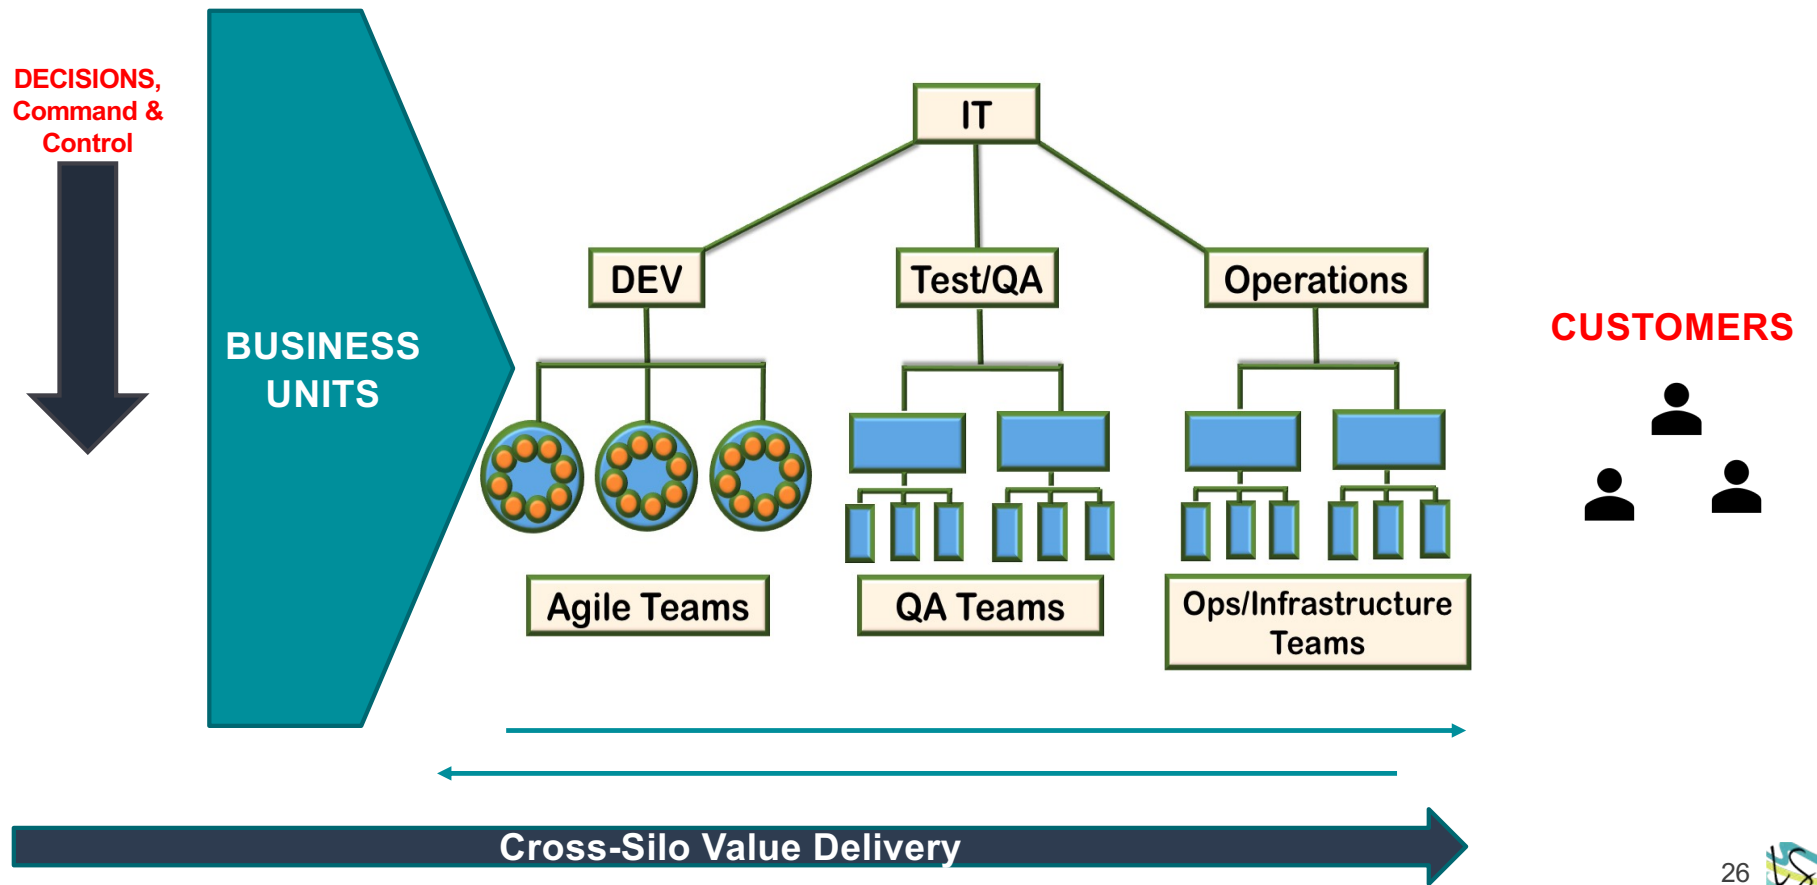 DECISIONS,
Command &
Control
BUSINESS
UNITS
IT
DEV
Test/QA
Operations
CUSTOMERS
Agile Teams
QA Teams
Ops/Infrastructure
Teams
Cross-Silo Value Delivery
26